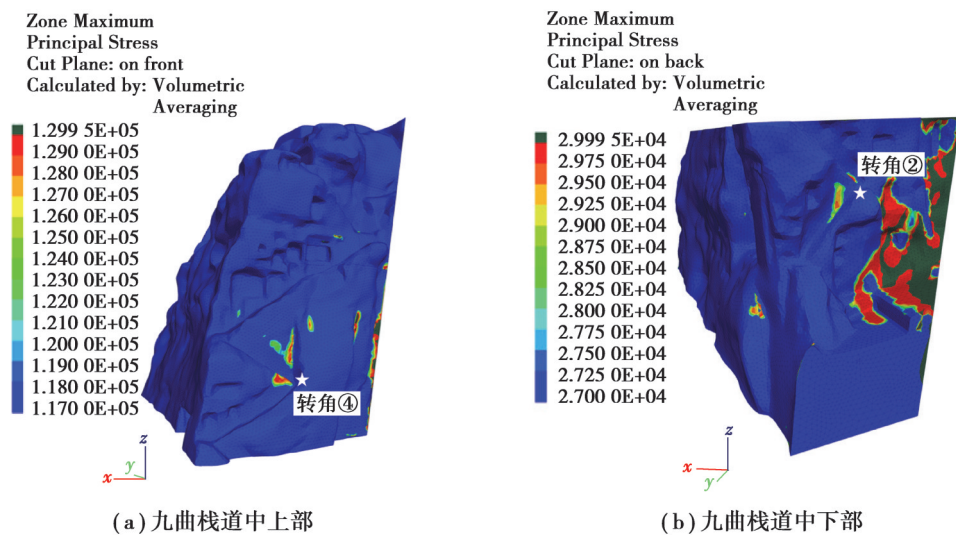 Zone Maximum
Principal Stress
Cut Plane: on front
Calculated by: Volumetric
Averaging
1.299 5E+05
1.290 0E+05
1.280 0E+05
1.270 0E+05
1.260 0E+05
1.250 0E+05
1.240 0E+05
1.230 0E+05
1.220 0E+05
1.210 0E+05
1.200 0E+05
1.190 0E+05
1.180 0E+05
1.170 0E+05
转角④
z
y
x
(a)九曲栈道中上部
Zone Maximum
Principal Stress
Cut Plane: on back
Calculated by: Volumetric
Averaging
2.999 5E+04
2.975 0E+04
2.950 0E+04
2.925 0E+04
2.900 0E+04
2.875 0E+04
2.850 0E+04
2.825 0E+04
2.800 0E+04
2.775 0E+04
2.750 0E+04
2.725 0E+04
2.700 0E+04
转角②
z
x
y
(b)九曲栈道中下部